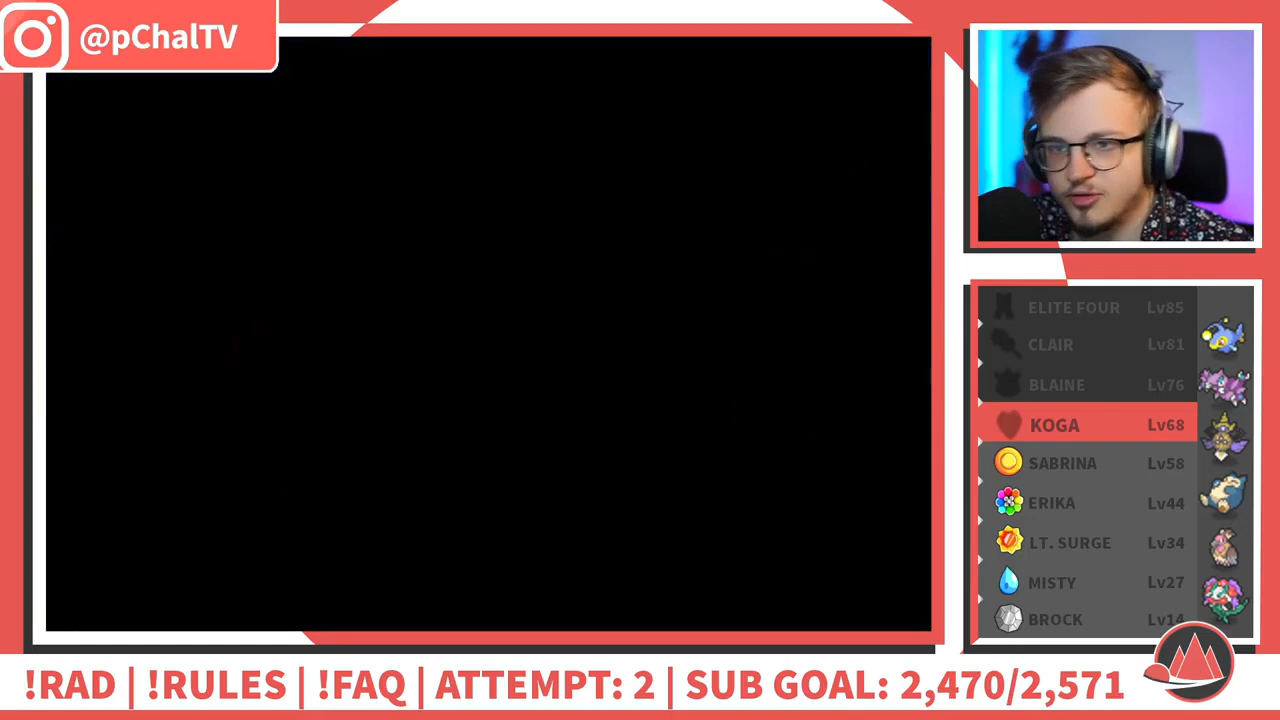 @pChalTV
ELITE FOUR Lv85
CLAIR Lv81
BLAINE Lv76
KOGA Lv68
SABRINA Lv58
ERIKA Lv44
LT. SURGE Lv34
MISTY Lv27
BROCK Lv14
!RAD | !RULES | !FAQ | ATTEMPT: 2 | SUB GOAL: 2,470/2,571